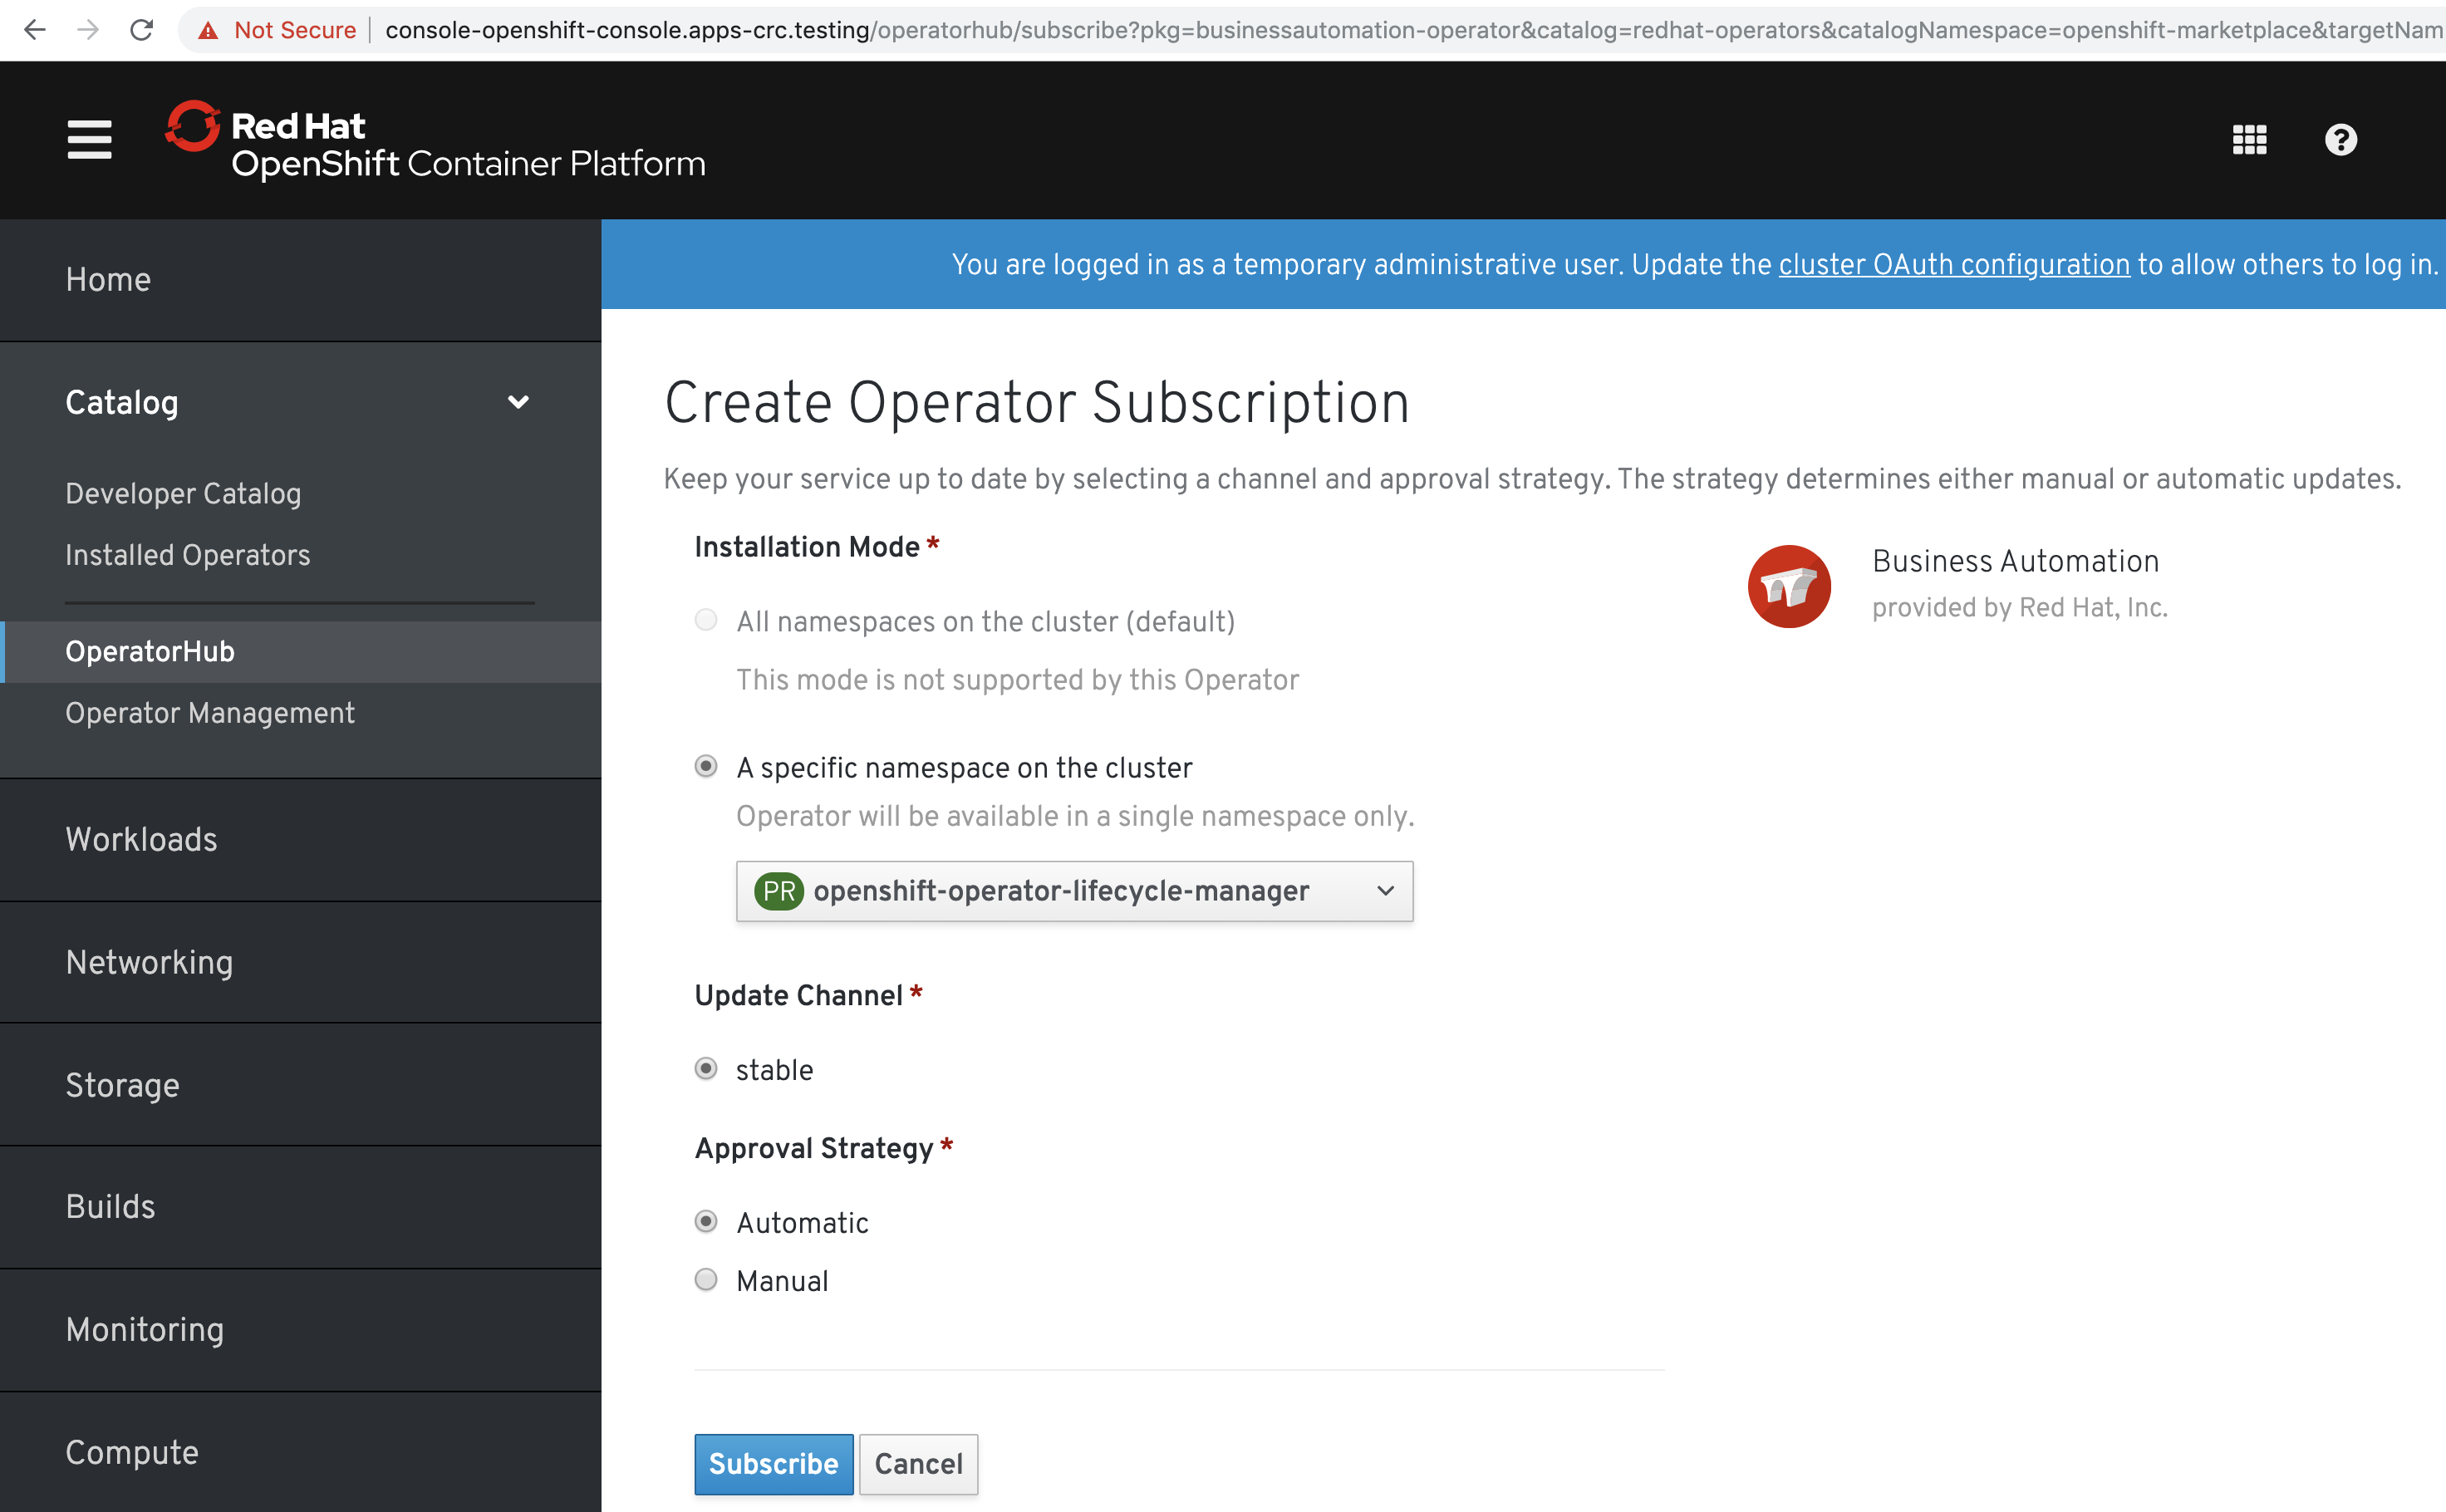 Not Secure | console-openshift-console.apps-crc.testing/operatorhub/subscribe?pkg=businessautomation-operator&catalog=redhat-operators&catalogNamespace=openshift-marketplace&targetNam
Red Hat
OpenShift Container Platform
You are logged in as a temporary administrative user. Update the cluster OAuth configuration to allow others to log in.
Home
Catalog
Developer Catalog
Installed Operators
OperatorHub
Operator Management
Workloads
Networking
Storage
Builds
Monitoring
Compute
Create Operator Subscription
Keep your service up to date by selecting a channel and approval strategy. The strategy determines either manual or automatic updates.
Installation Mode *
All namespaces on the cluster (default)
This mode is not supported by this Operator
A specific namespace on the cluster
Operator will be available in a single namespace only.
PR openshift-operator-lifecycle-manager
Update Channel *
stable
Approval Strategy *
Automatic
Manual
Subscribe Cancel
Business Automation
provided by Red Hat, Inc.